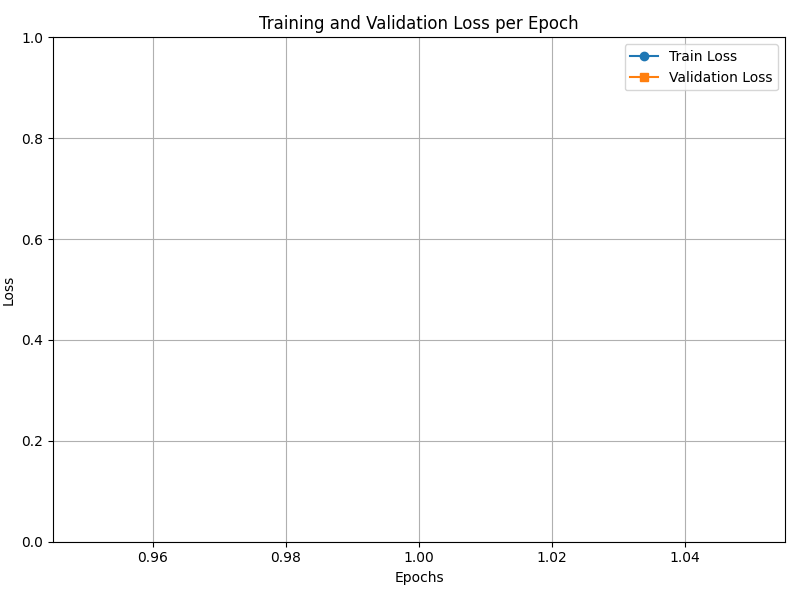 Training and Validation Loss per Epoch
Train Loss
Validation Loss
1.0
0.8
0.6
0.4
0.2
0.0
Loss
0.96 0.98 1.00 1.02 1.04
Epochs